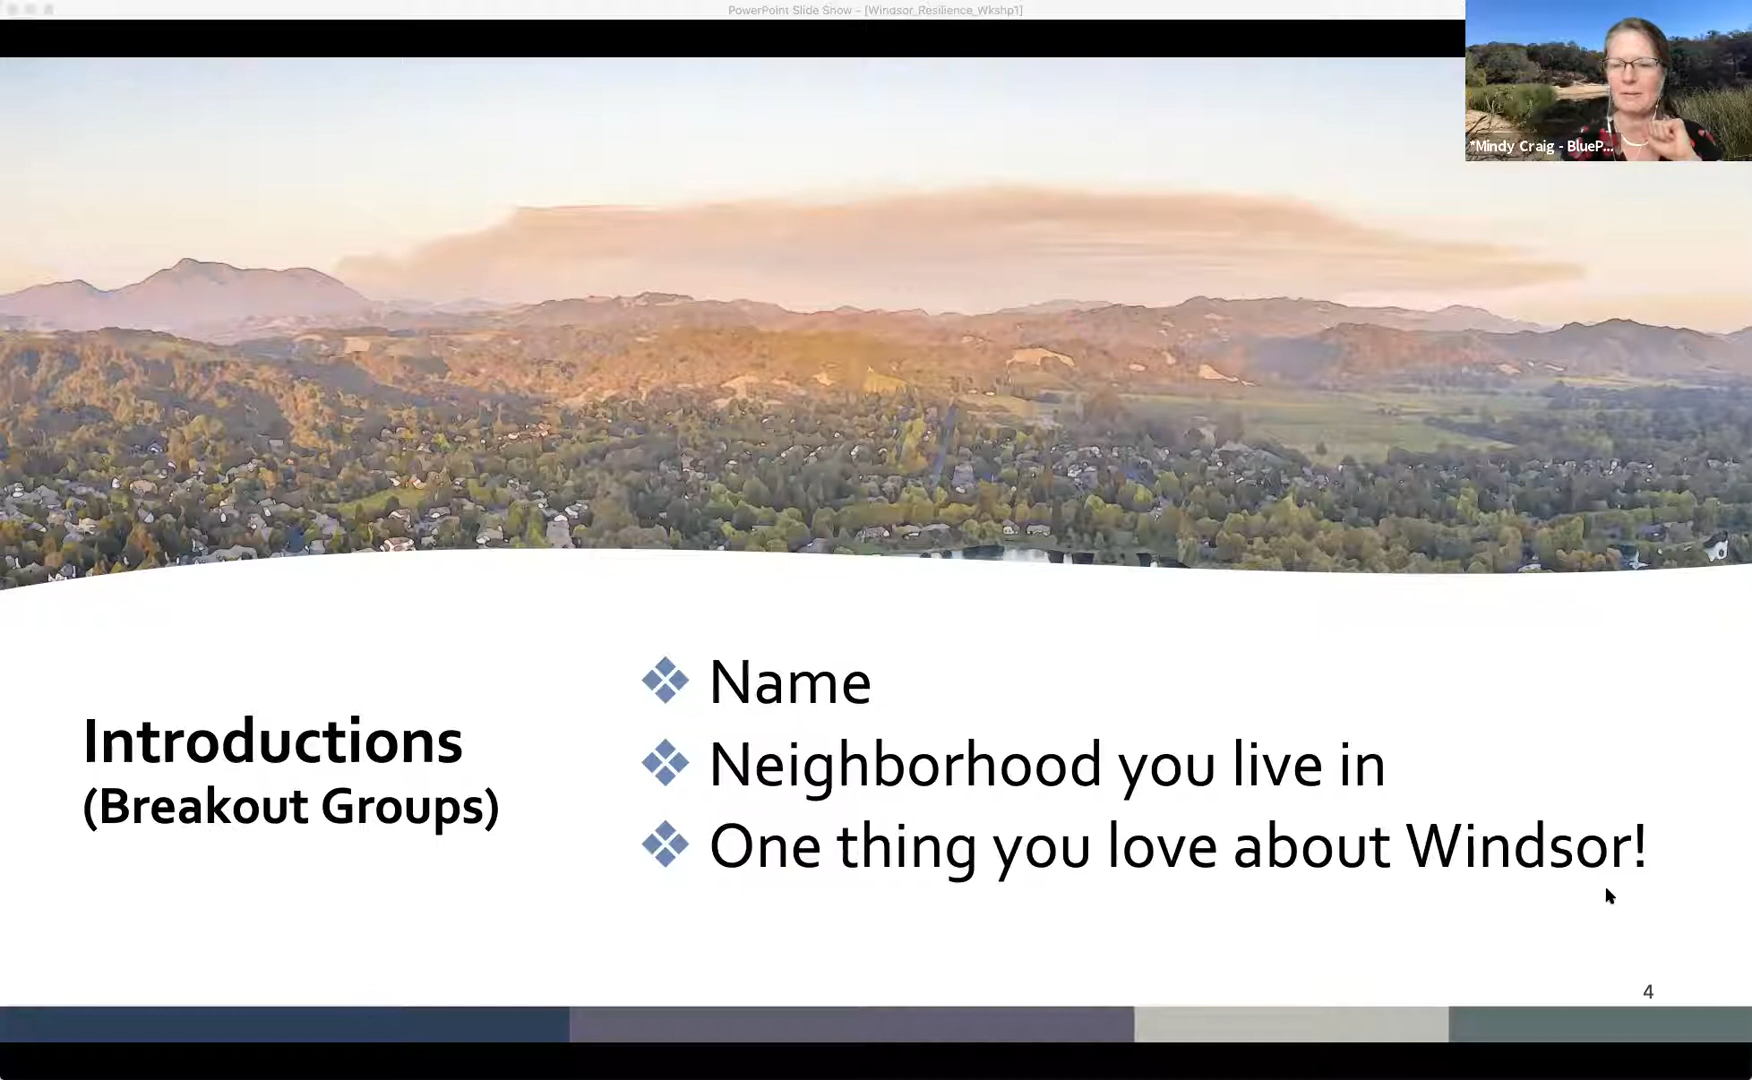 PowerPoint Slide Show - [Windsor_Resilience_Wkshp1]
*Mindy Craig - BlueP...
Introductions
(Breakout Groups)
❖ Name
❖ Neighborhood you live in
❖ One thing you love about Windsor!
4